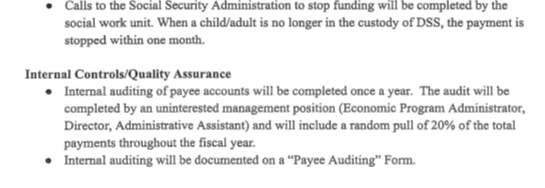 • Calls to the Social Security Administration to stop funding will be completed by the
social work unit. When a child/adult is no longer in the custody of DSS, the payment is
stopped within one month.
Internal Controls/Quality Assurance
• Internal auditing of payee accounts will be completed once a year. The audit will be
completed by an uninterested management position (Economic Program Administrator,
Director, Administrative Assistant) and will include a random pull of 20% of the total
payments throughout the fiscal year.
• Internal auditing will be documented on a “Payee Auditing” Form.